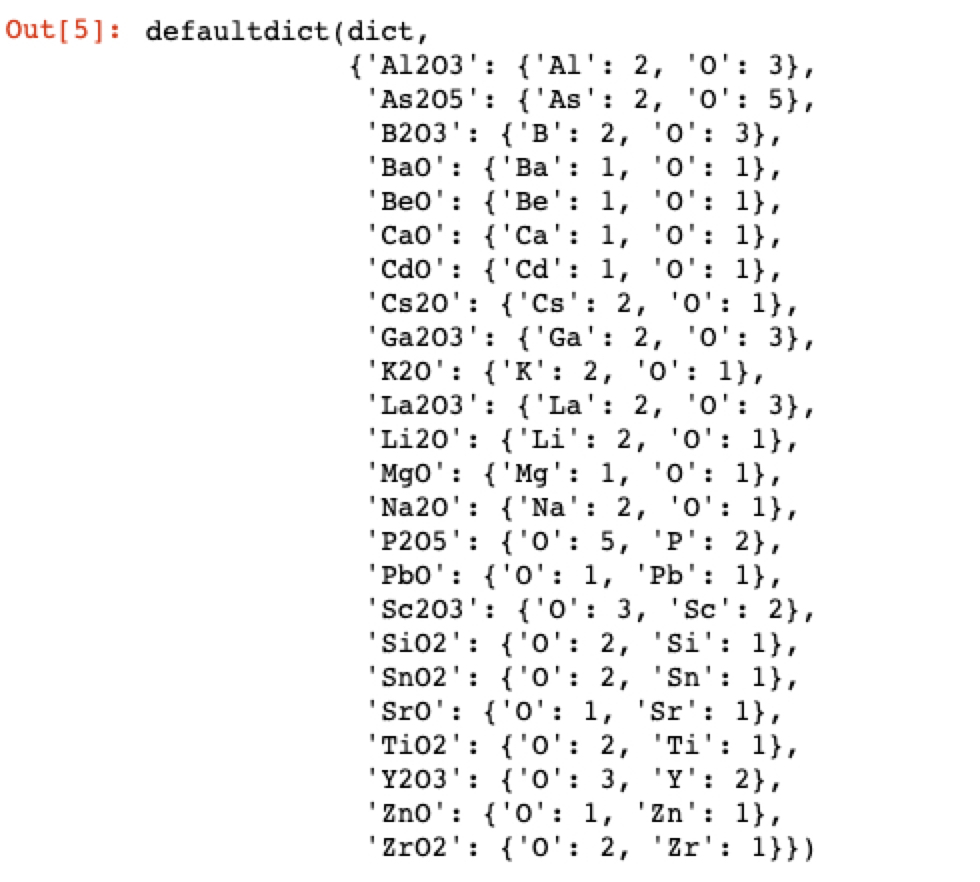 Out[5]: defaultdict(dict,
{'Al2O3': {'Al': 2, 'O': 3},
'As2O5': {'As': 2, 'O': 5},
'B2O3': {'B': 2, 'O': 3},
'BaO': {'Ba': 1, 'O': 1},
'BeO': {'Be': 1, 'O': 1},
'CaO': {'Ca': 1, 'O': 1},
'CdO': {'Cd': 1, 'O': 1},
'Cs2O': {'Cs': 2, 'O': 1},
'Ga2O3': {'Ga': 2, 'O': 3},
'K2O': {'K': 2, 'O': 1},
'La2O3': {'La': 2, 'O': 3},
'Li2O': {'Li': 2, 'O': 1},
'MgO': {'Mg': 1, 'O': 1},
'Na2O': {'Na': 2, 'O': 1},
'P2O5': {'O': 5, 'P': 2},
'PbO': {'O': 1, 'Pb': 1},
'Sc2O3': {'O': 3, 'Sc': 2},
'SiO2': {'O': 2, 'Si': 1},
'SnO2': {'O': 2, 'Sn': 1},
'SrO': {'O': 1, 'Sr': 1},
'TiO2': {'O': 2, 'Ti': 1},
'Y2O3': {'O': 3, 'Y': 2},
'ZnO': {'O': 1, 'Zn': 1},
'ZrO2': {'O': 2, 'Zr': 1}})